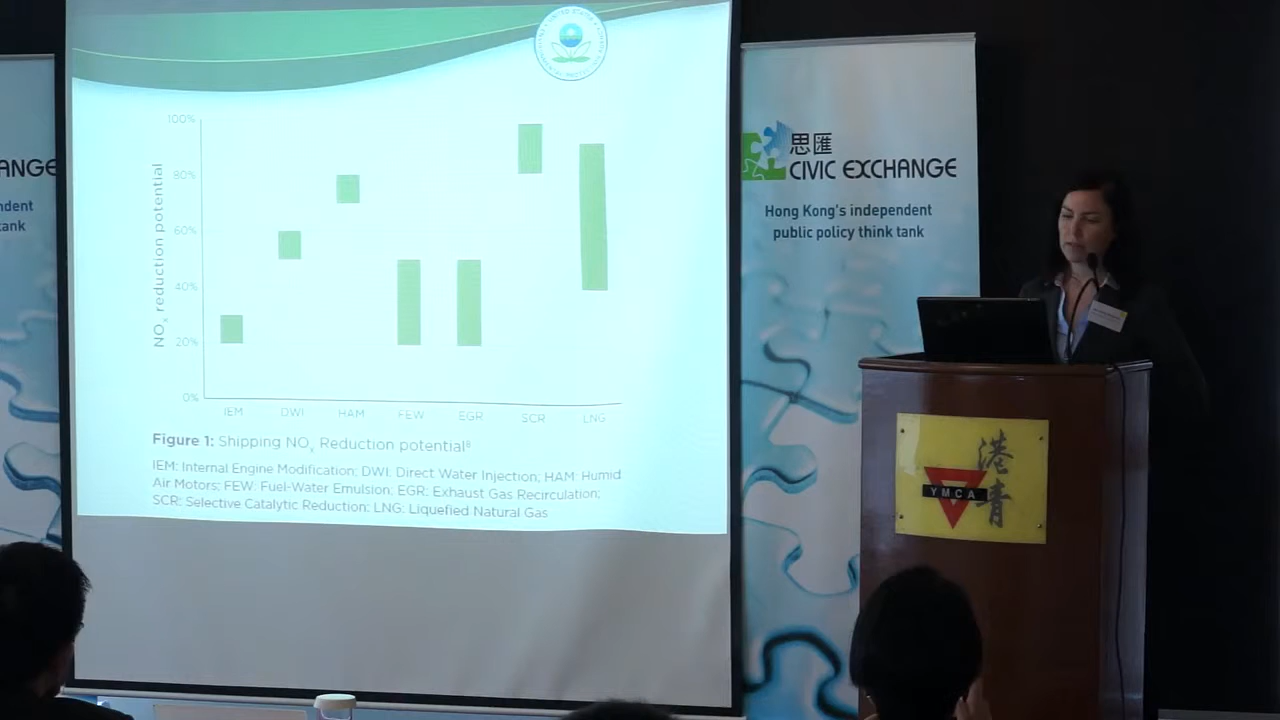 100%
80%
60%
40%
20%
0%
NOx reduction potential
IEM DWI HAM FEW EGR SCR LNG
Figure 1: Shipping NOx Reduction potential⁸
IEM: Internal Engine Modification; DWI: Direct Water Injection; HAM: Humid
Air Motors; FEW: Fuel-Water Emulsion; EGR: Exhaust Gas Recirculation;
SCR: Selective Catalytic Reduction; LNG: Liquefied Natural Gas
ANGE
ndent
tank
思匯
CIVIC EXCHANGE
Hong Kong's independent
public policy think tank
港青
YMCA